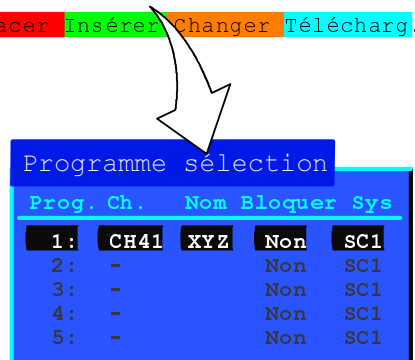 Insérer Changer Télécharg.
Programme sélection
Prog. Ch. Nom Bloquer Sys
1: CH41 XYZ Non SC1
2: - Non SC1
3: - Non SC1
4: - Non SC1
5: - Non SC1